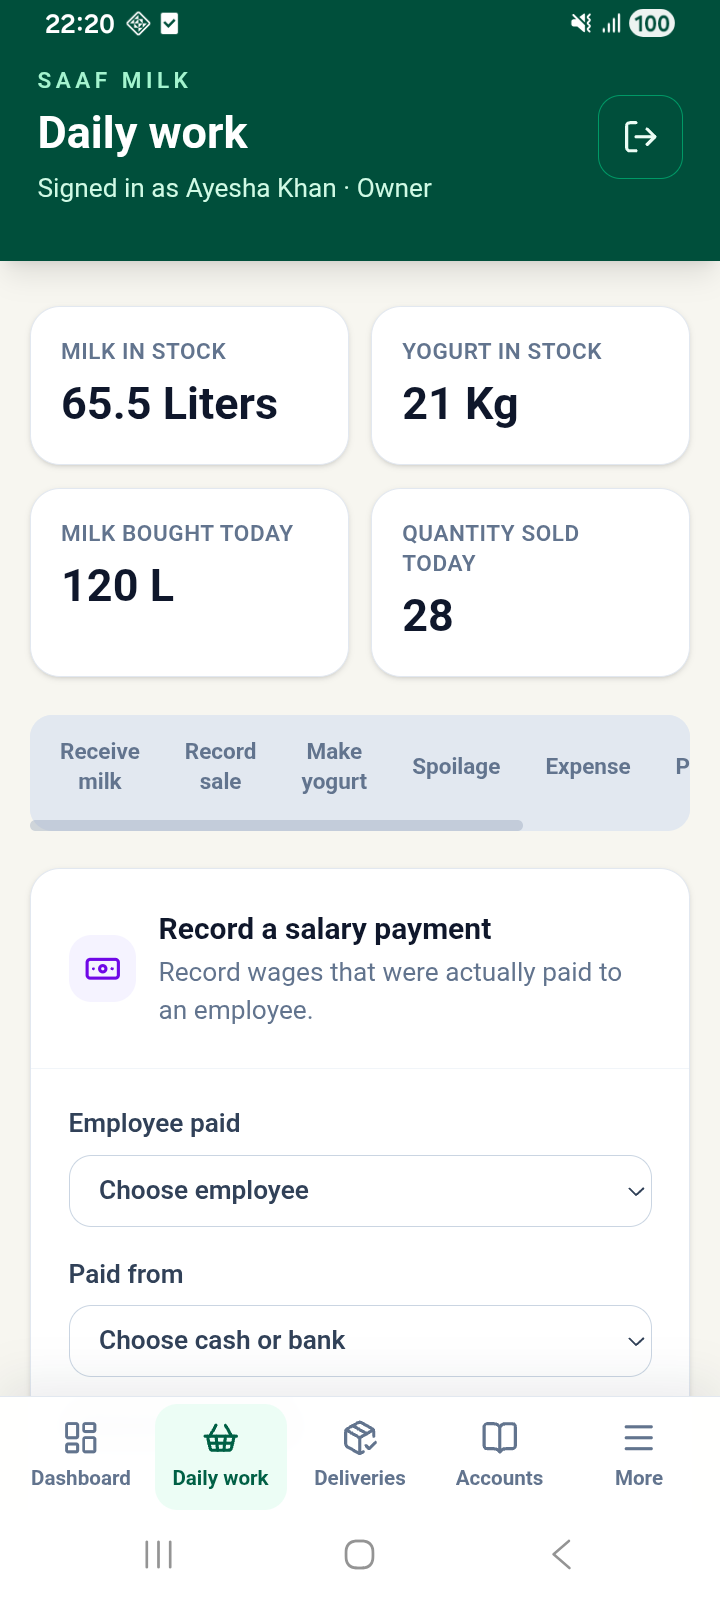 22:20
100
SAAF MILK
Daily work
Signed in as Ayesha Khan · Owner
MILK IN STOCK
65.5 Liters
YOGURT IN STOCK
21 Kg
MILK BOUGHT TODAY
120 L
QUANTITY SOLD
TODAY
28
Receive
milk
Record
sale
Make
yogurt
Spoilage
Expense
P
Record a salary payment
Record wages that were actually paid to
an employee.
Employee paid
Choose employee
Paid from
Choose cash or bank
Dashboard
Daily work
Deliveries
Accounts
More